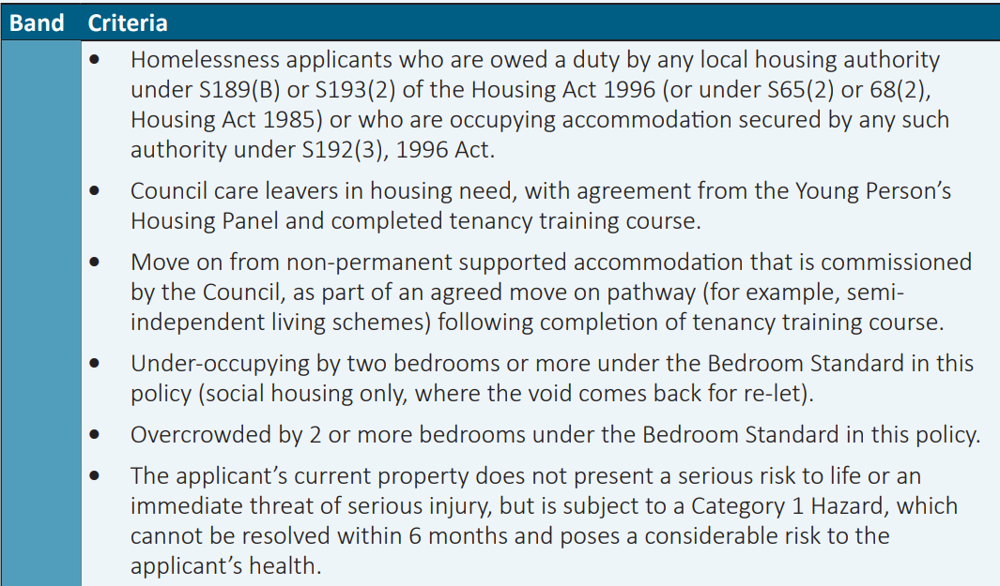 Band Criteria
• Homelessness applicants who are owed a duty by any local housing authority
under S189(B) or S193(2) of the Housing Act 1996 (or under S65(2) or 68(2),
Housing Act 1985) or who are occupying accommodation secured by any such
authority under S192(3), 1996 Act.
• Council care leavers in housing need, with agreement from the Young Person’s
Housing Panel and completed tenancy training course.
• Move on from non-permanent supported accommodation that is commissioned
by the Council, as part of an agreed move on pathway (for example, semi-
independent living schemes) following completion of tenancy training course.
• Under-occupying by two bedrooms or more under the Bedroom Standard in this
policy (social housing only, where the void comes back for re-let).
• Overcrowded by 2 or more bedrooms under the Bedroom Standard in this policy.
• The applicant’s current property does not present a serious risk to life or an
immediate threat of serious injury, but is subject to a Category 1 Hazard, which
cannot be resolved within 6 months and poses a considerable risk to the
applicant’s health.